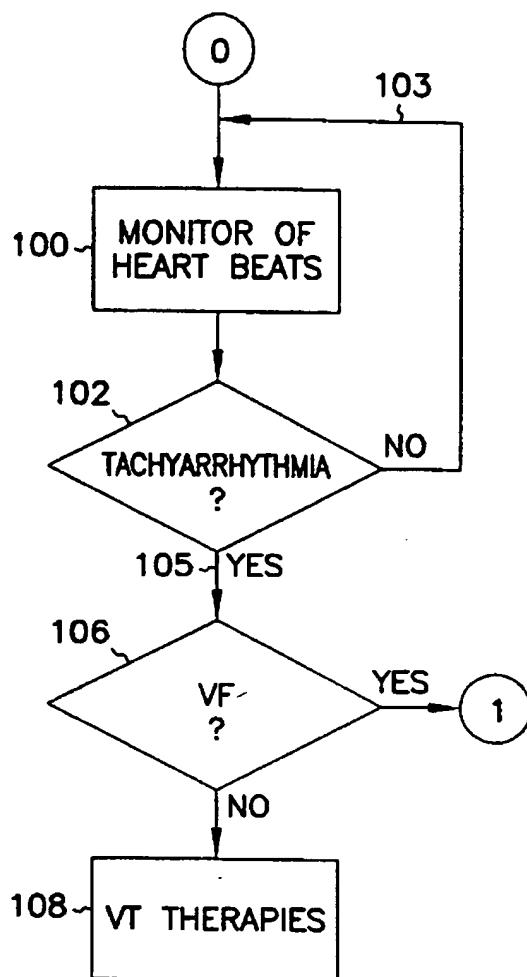 0
103
100
MONITOR OF
HEART BEATS
102
TACHYARRHYTHMIA
?
NO
105
YES
106
VF
?
YES
1
NO
108
VT THERAPIES